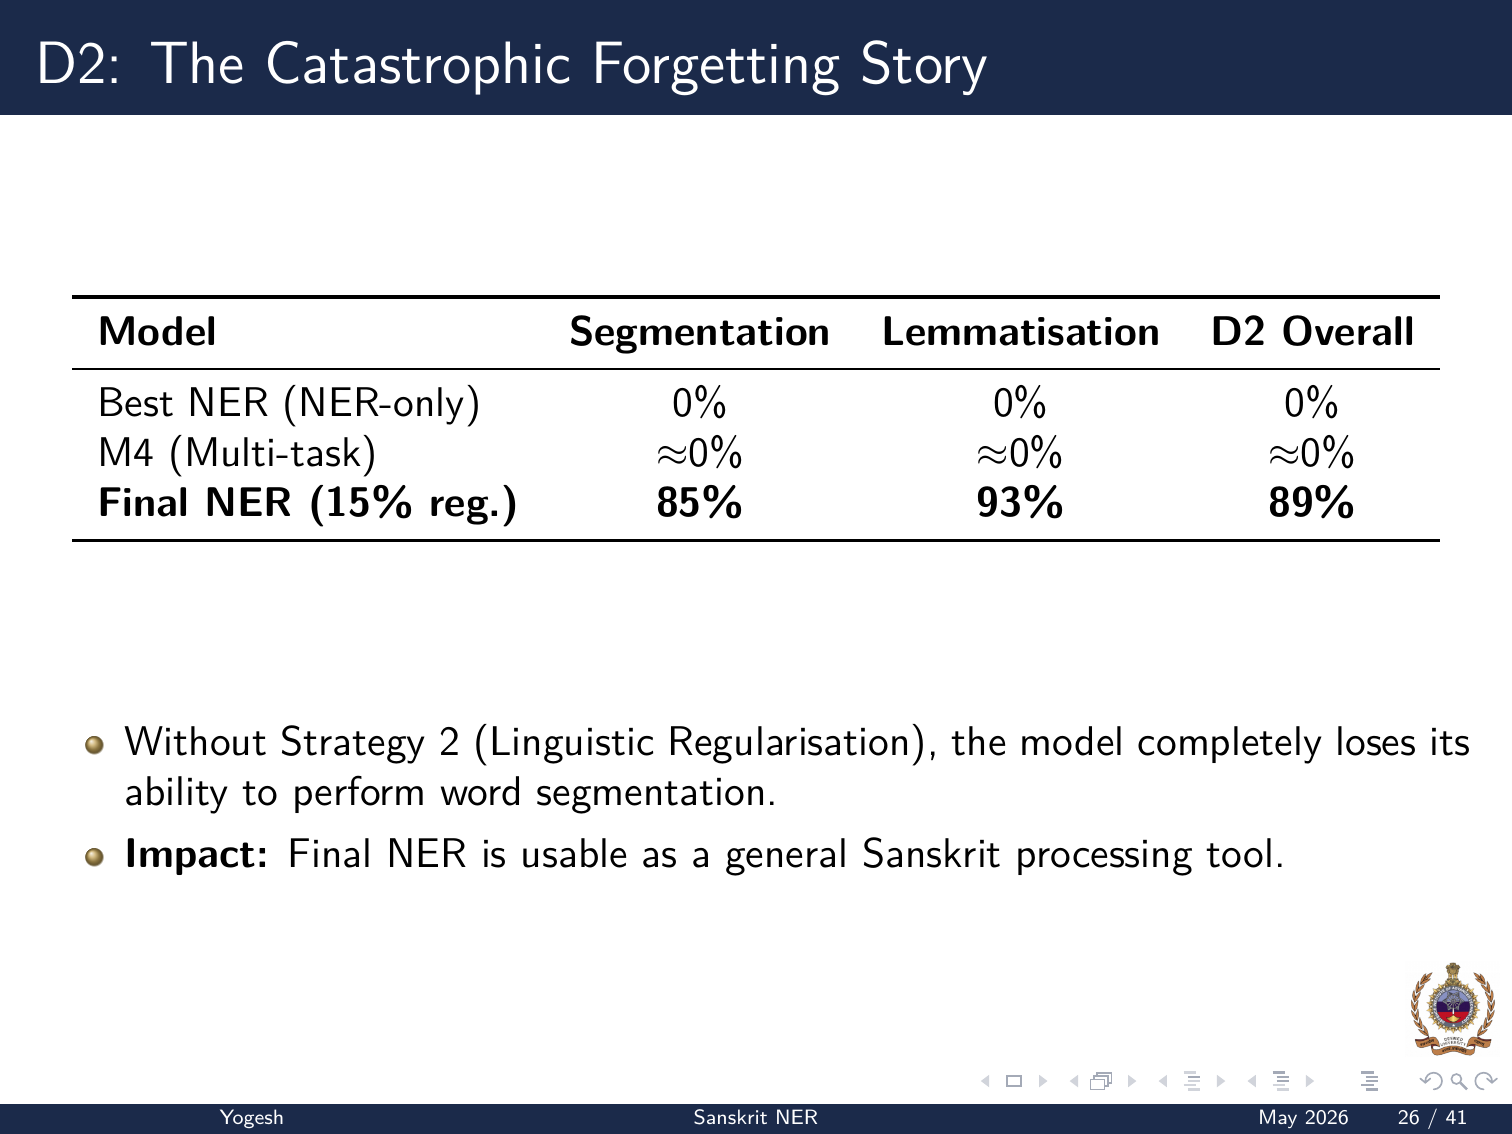 D2: The Catastrophic Forgetting Story
Model Segmentation Lemmatisation D2 Overall
Best NER (NER-only) 0% 0% 0%
M4 (Multi-task) ≈0% ≈0% ≈0%
Final NER (15% reg.) 85% 93% 89%
Without Strategy 2 (Linguistic Regularisation), the model completely loses its
ability to perform word segmentation.
Impact: Final NER is usable as a general Sanskrit processing tool.
Yogesh Sanskrit NER May 2026 26 / 41